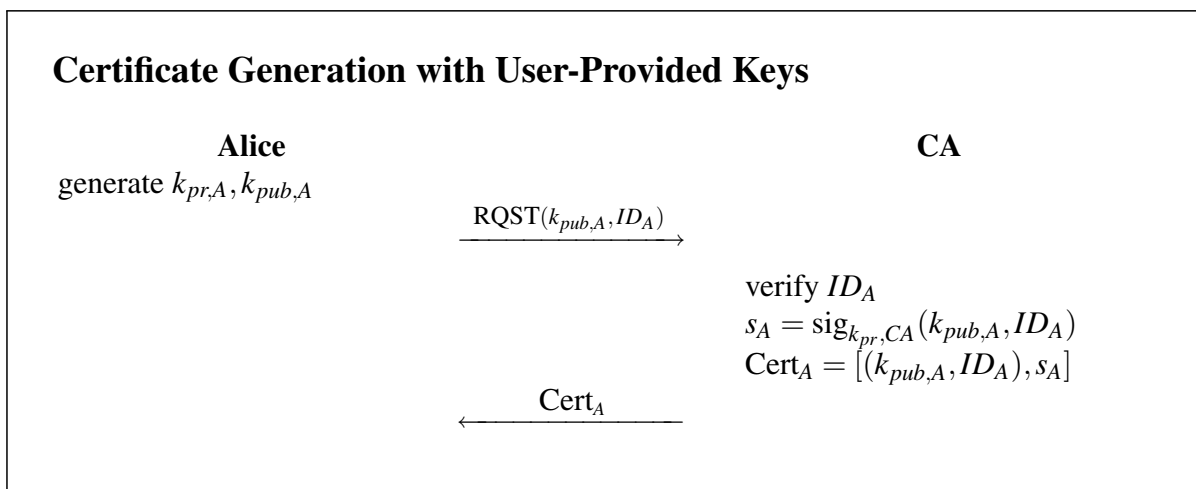 Certificate Generation with User-Provided Keys
Alice CA
generate k_{pr,A}, k_{pub,A}
RQST(k_{pub,A}, ID_A)
verify ID_A
s_A = sig_{k_{pr},CA}(k_{pub,A}, ID_A)
Cert_A = [(k_{pub,A}, ID_A), s_A]
Cert_A